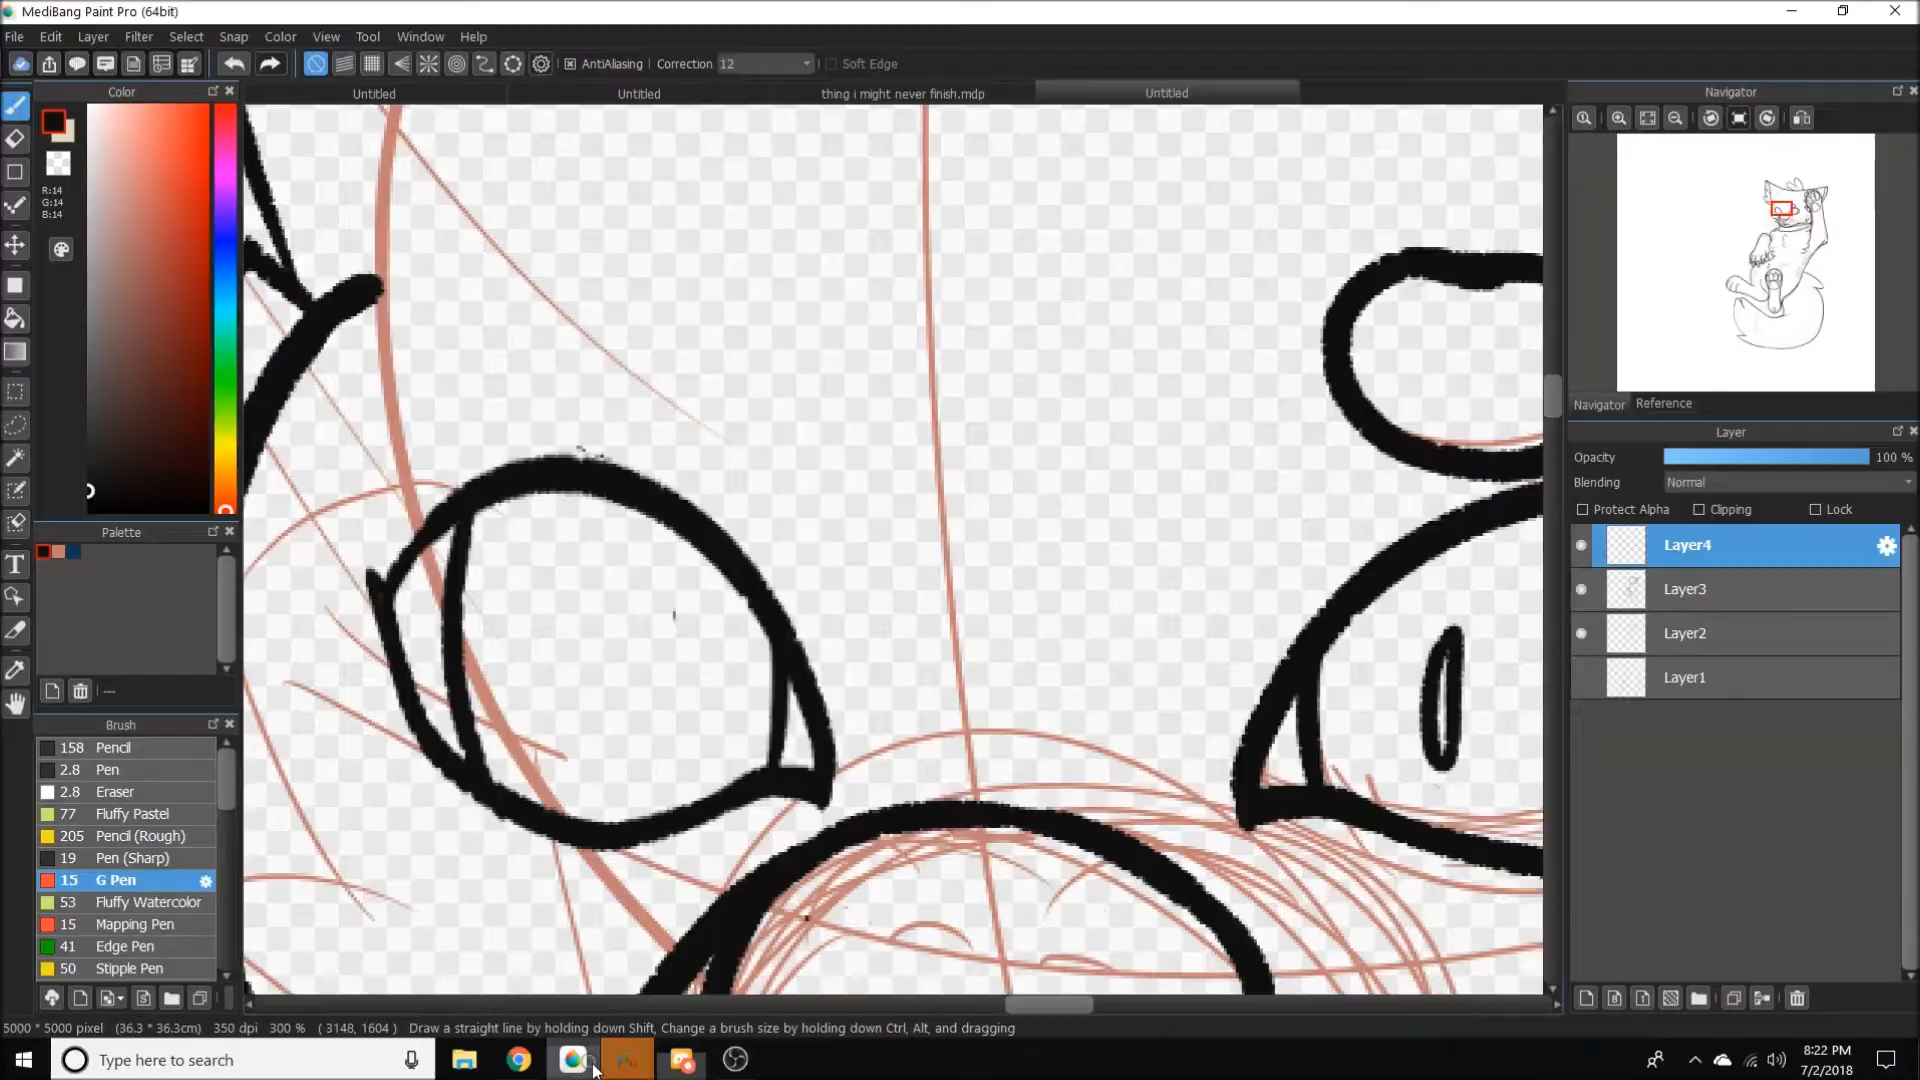 MediBang Paint Pro (64bit)
File Edit Layer Filter Select Snap Color View Tool Window Help
AntiAliasing Correction 12 Soft Edge
Color
Untitled Untitled thing i might never finish.mdp Untitled
Navigator
R:14
G:14
B:14
Navigator Reference
Layer
Opacity 100 %
Blending Normal
Protect Alpha Clipping Lock
Layer4
Layer3
Layer2
Layer1
Palette
---
Brush
158 Pencil
2.8 Pen
2.8 Eraser
77 Fluffy Pastel
205 Pencil (Rough)
19 Pen (Sharp)
15 G Pen
53 Fluffy Watercolor
15 Mapping Pen
41 Edge Pen
50 Stipple Pen
5000 * 5000 pixel (36.3 * 36.3cm) 350 dpi 300 % ( 3148, 1604 ) Draw a straight line by holding down Shift, Change a brush size by holding down Ctrl, Alt, and dragging
Type here to search
8:22 PM
7/2/2018